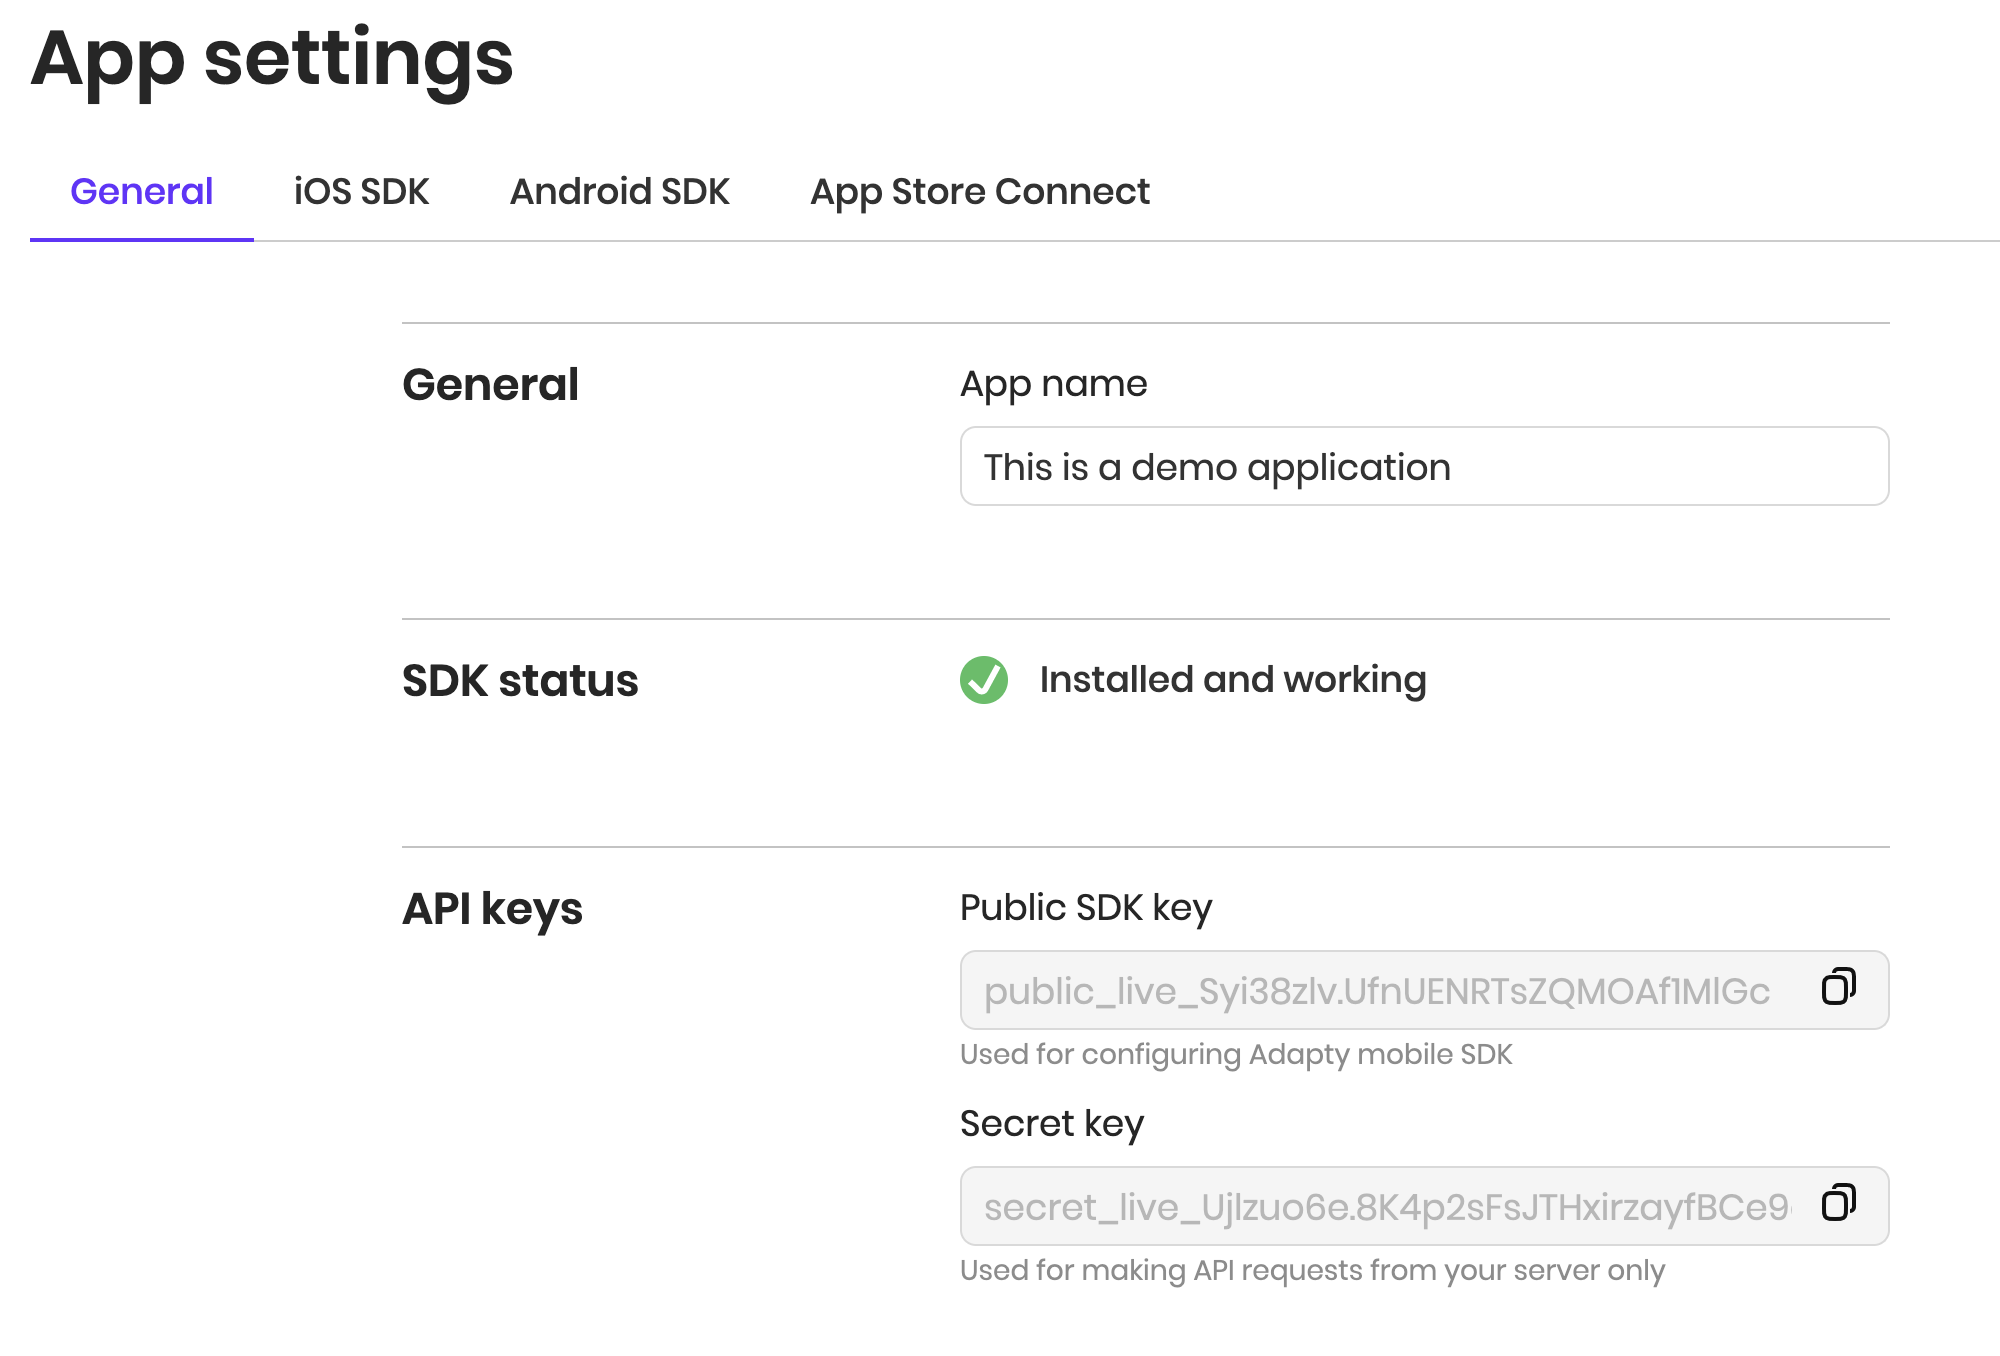 App settings
General iOS SDK Android SDK App Store Connect
General
App name
This is a demo application
SDK status
Installed and working
API keys
Public SDK key
public_live_Syi38zlv.UfnUENRTsZQMOAf1MlGc
Used for configuring Adapty mobile SDK
Secret key
secret_live_Ujlzuo6e.8K4p2sFsJTHxirzayfBCe9
Used for making API requests from your server only